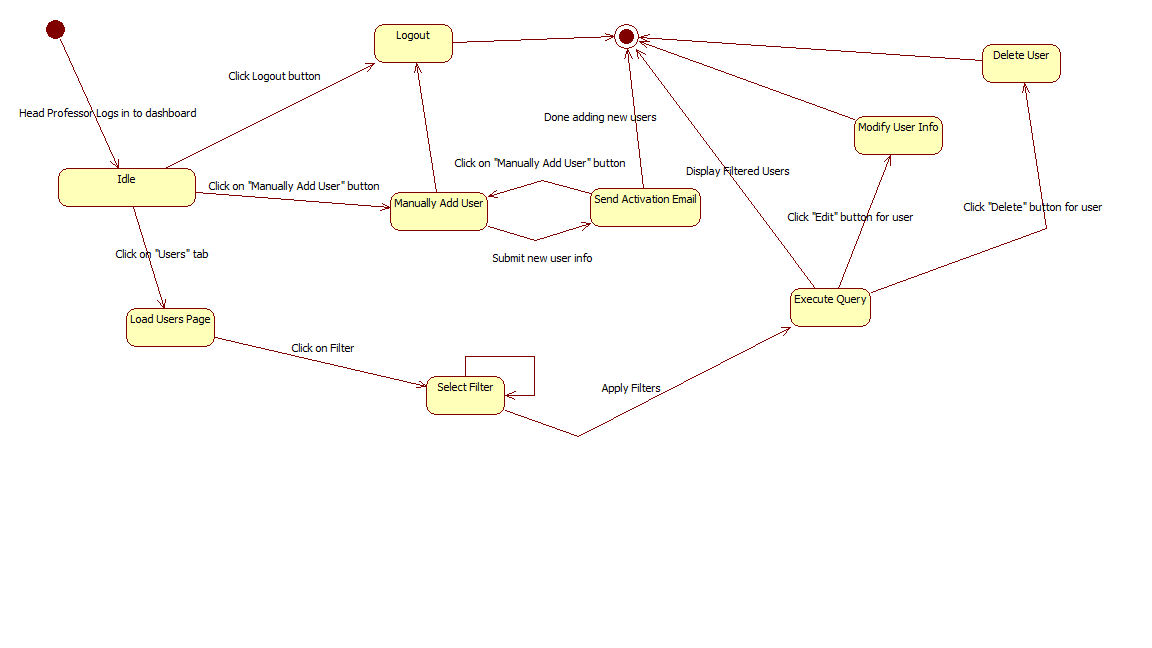 Logout
Delete User
Click Logout button
Head Professor Logs in to dashboard
Done adding new users
Modify User Info
Click on "Manually Add User" button
Display Filtered Users
Idle
Click on "Manually Add User" button
Manually Add User
Send Activation Email
Click "Edit" button for user
Click "Delete" button for user
Click on "Users" tab
Submit new user info
Execute Query
Load Users Page
Click on Filter
Select Filter
Apply Filters